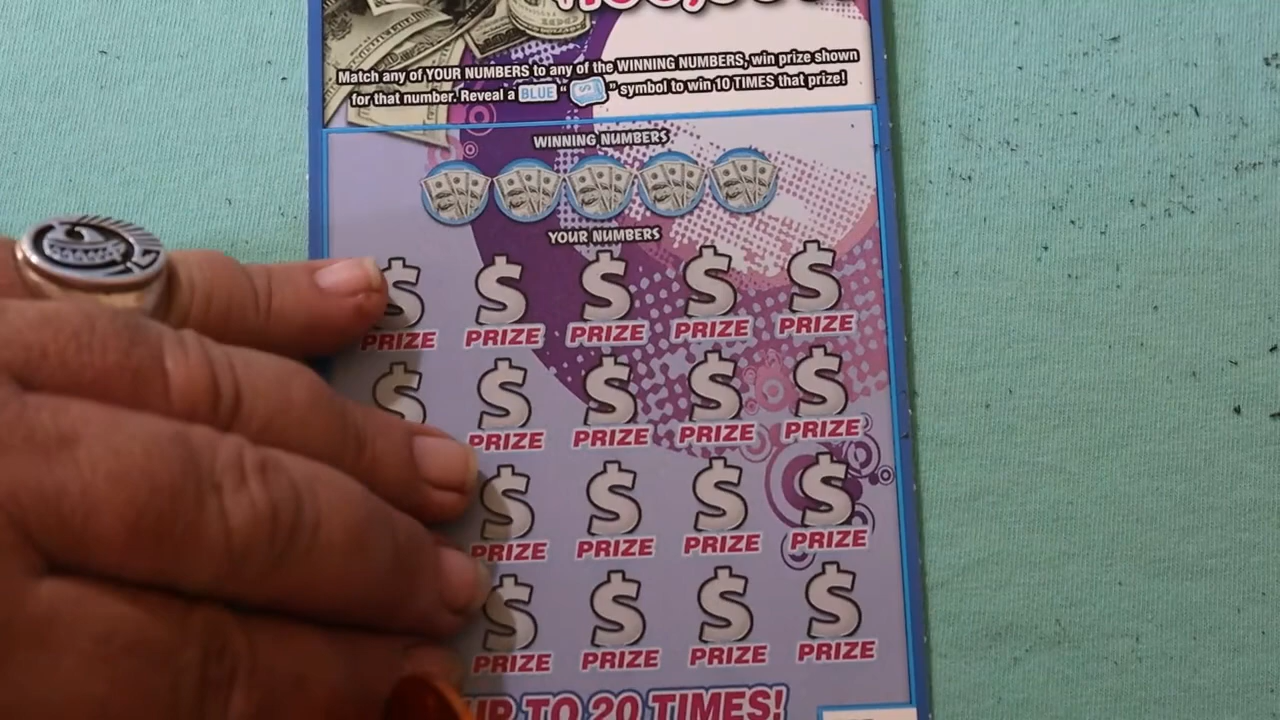 Match any of YOUR NUMBERS to any of the WINNING NUMBERS, win prize shown
for that number. Reveal a BLUE " $ " symbol to win 10 TIMES that prize!
WINNING NUMBERS
YOUR NUMBERS
$ $ $ $ $
PRIZE PRIZE PRIZE PRIZE PRIZE
$ $ $ $ $
PRIZE PRIZE PRIZE PRIZE
$ $ $ $
PRIZE PRIZE PRIZE PRIZE
$ $ $ $
PRIZE PRIZE PRIZE PRIZE
UP TO 20 TIMES!